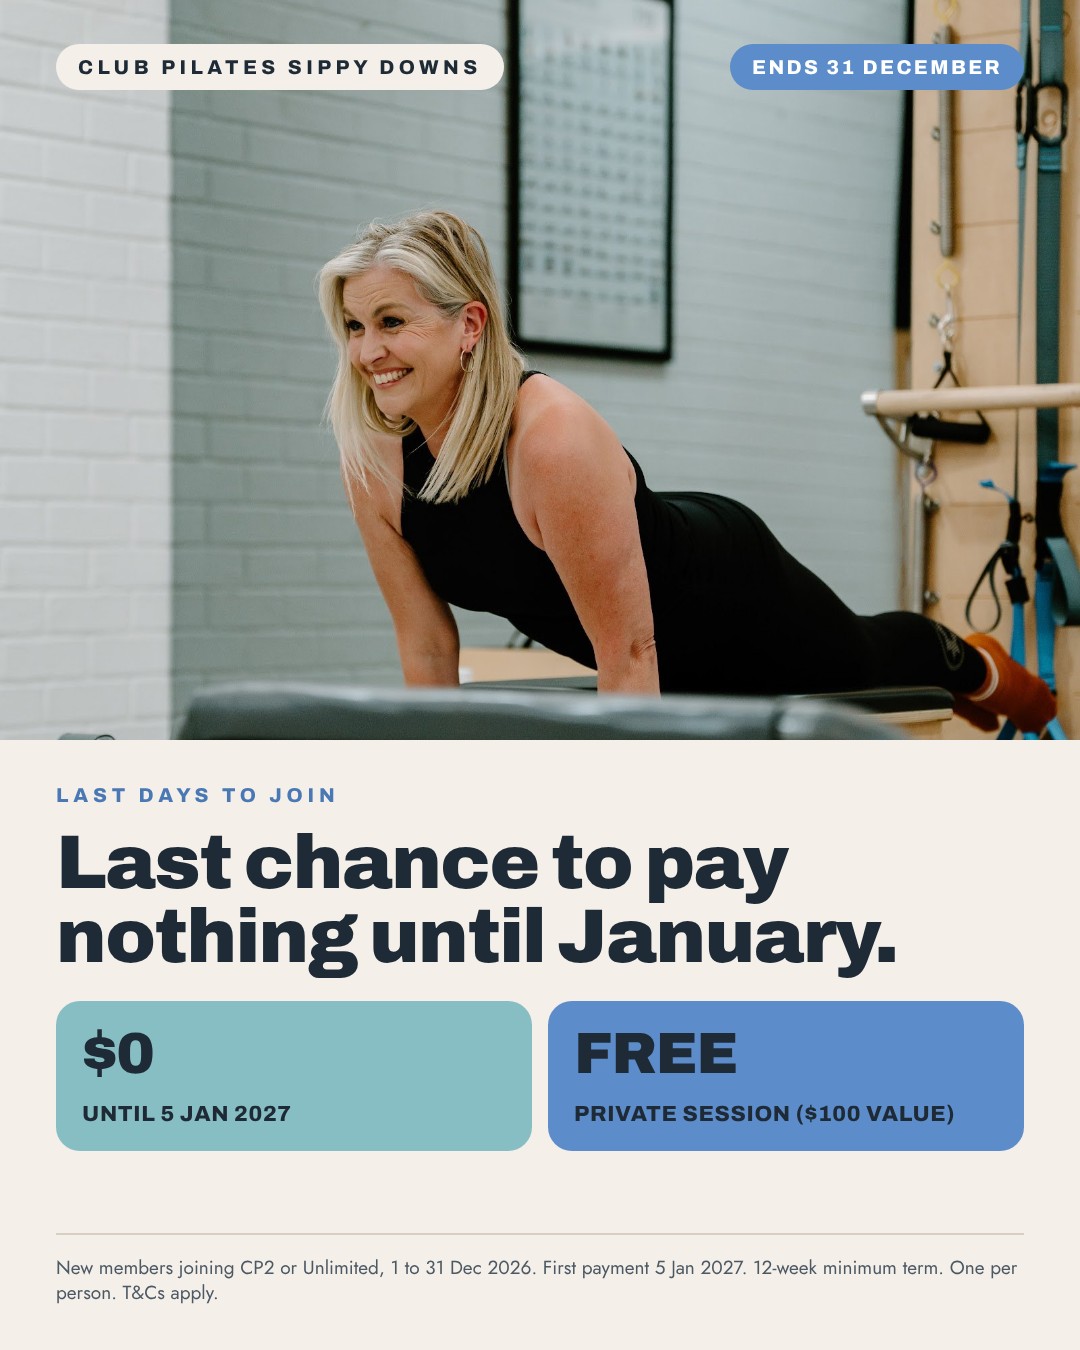 CLUB PILATES SIPPY DOWNS
ENDS 31 DECEMBER
LAST DAYS TO JOIN
Last chance to pay
nothing until January.
$0
UNTIL 5 JAN 2027
FREE
PRIVATE SESSION ($100 VALUE)
New members joining CP2 or Unlimited, 1 to 31 Dec 2026. First payment 5 Jan 2027. 12-week minimum term. One per
person. T&Cs apply.